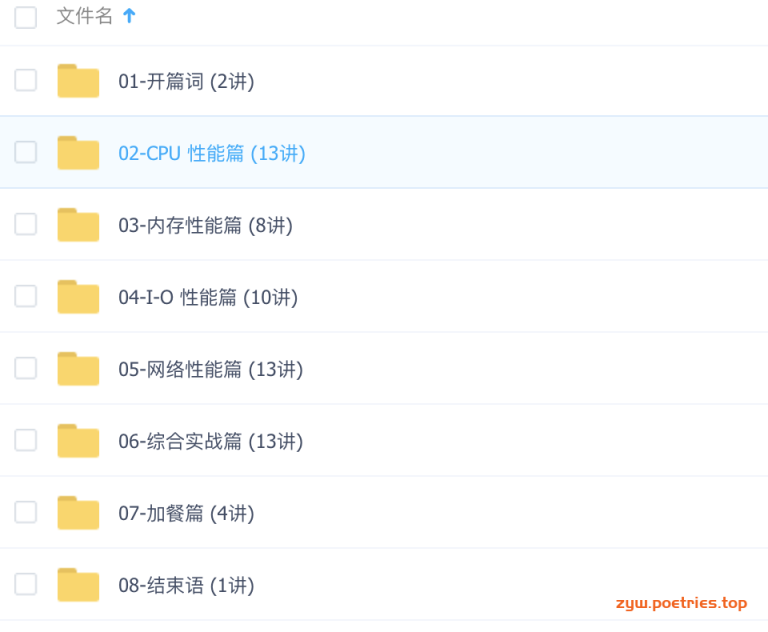 文件名
01-开篇词 (2讲)
02-CPU 性能篇 (13讲)
03-内存性能篇 (8讲)
04-I-O 性能篇 (10讲)
05-网络性能篇 (13讲)
06-综合实战篇 (13讲)
07-加餐篇 (4讲)
08-结束语 (1讲)
zyw.poetries.top